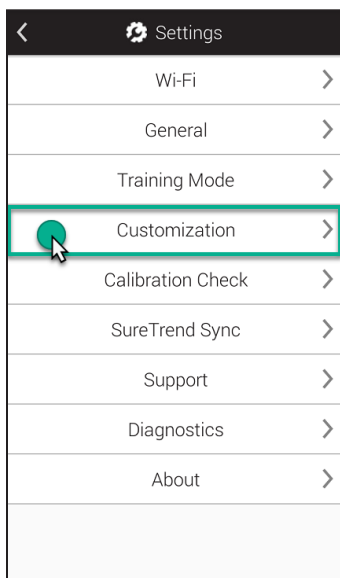 Settings
Wi-Fi
General
Training Mode
Customization
Calibration Check
SureTrend Sync
Support
Diagnostics
About